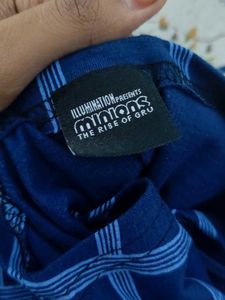 ILLUMINATION PRESENTS
MINIONS
THE RISE OF GRU